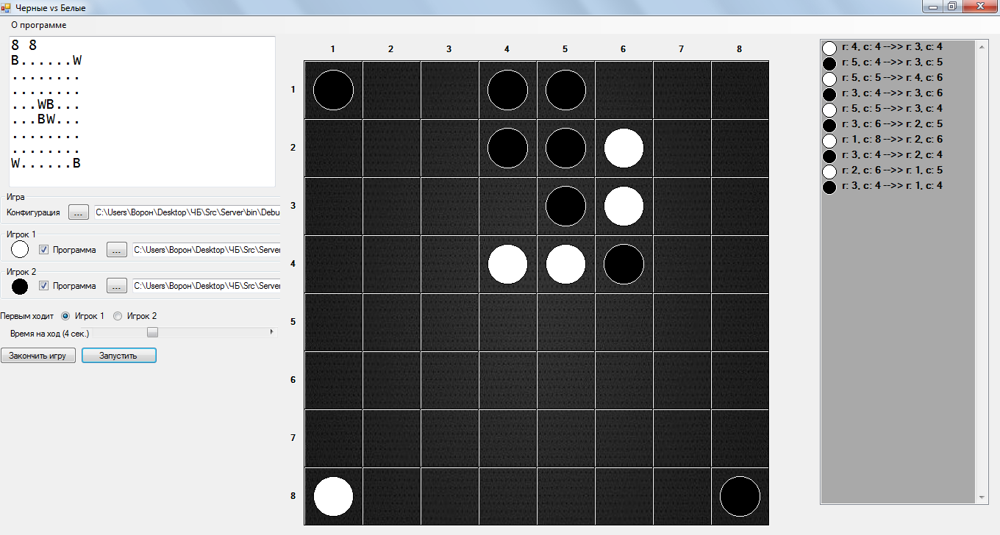 Черные vs Белые
О программе
8 8
B......W
........
........
...WB...
...BW...
........
........
W......B
Игра
Конфигурация ... C:\Users\Ворон\Desktop\ЧБ\Src\Server\bin\Debu
Игрок 1
Программа ... C:\Users\Ворон\Desktop\ЧБ\Src\Server
Игрок 2
Программа ... C:\Users\Ворон\Desktop\ЧБ\Src\Server
Первым ходит Игрок 1 Игрок 2
Время на ход (4 сек.)
Закончить игру Запустить
1 2 3 4 5 6 7 8
1
2
3
4
5
6
7
8
r: 4, c: 4 -->> r: 3, c: 4
r: 5, c: 4 -->> r: 3, c: 5
r: 5, c: 5 -->> r: 4, c: 6
r: 3, c: 4 -->> r: 3, c: 6
r: 5, c: 5 -->> r: 3, c: 4
r: 3, c: 6 -->> r: 2, c: 5
r: 1, c: 8 -->> r: 2, c: 6
r: 3, c: 4 -->> r: 2, c: 4
r: 2, c: 6 -->> r: 1, c: 5
r: 3, c: 4 -->> r: 1, c: 4